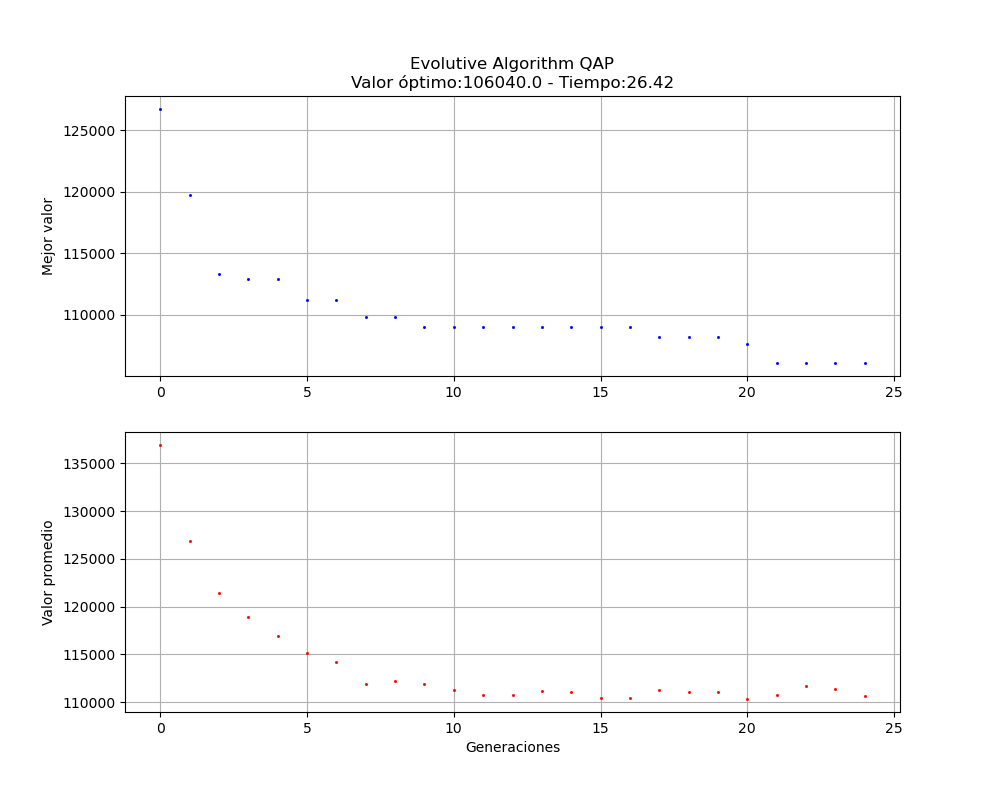 Evolutive Algorithm QAP
Valor óptimo:106040.0 - Tiempo:26.42
Mejor valor
125000
120000
115000
110000
0 5 10 15 20 25
Valor promedio
135000
130000
125000
120000
115000
110000
0 5 10 15 20 25
Generaciones